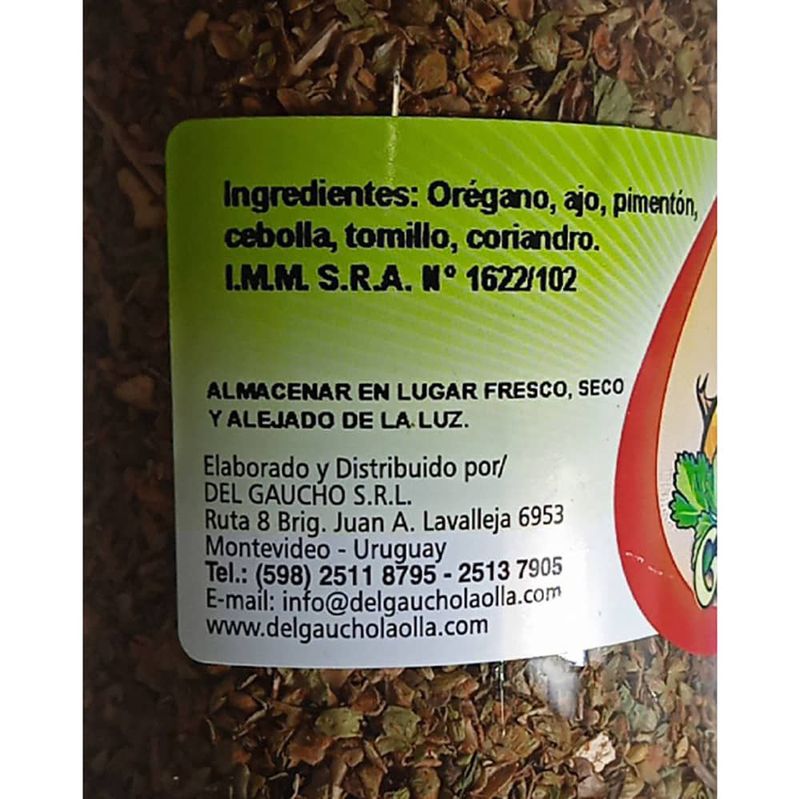 Ingredientes: Orégano, ajo, pimentón,
cebolla, tomillo, coriandro.
I.M.M. S.R.A. N° 1622/102
ALMACENAR EN LUGAR FRESCO, SECO
Y ALEJADO DE LA LUZ.
Elaborado y Distribuido por/
DEL GAUCHO S.R.L.
Ruta 8 Brig. Juan A. Lavalleja 6953
Montevideo - Uruguay
Tel.: (598) 2511 8795 - 2513 7905
E-mail: info@delgaucholaolla.com
www.delgaucholaolla.com